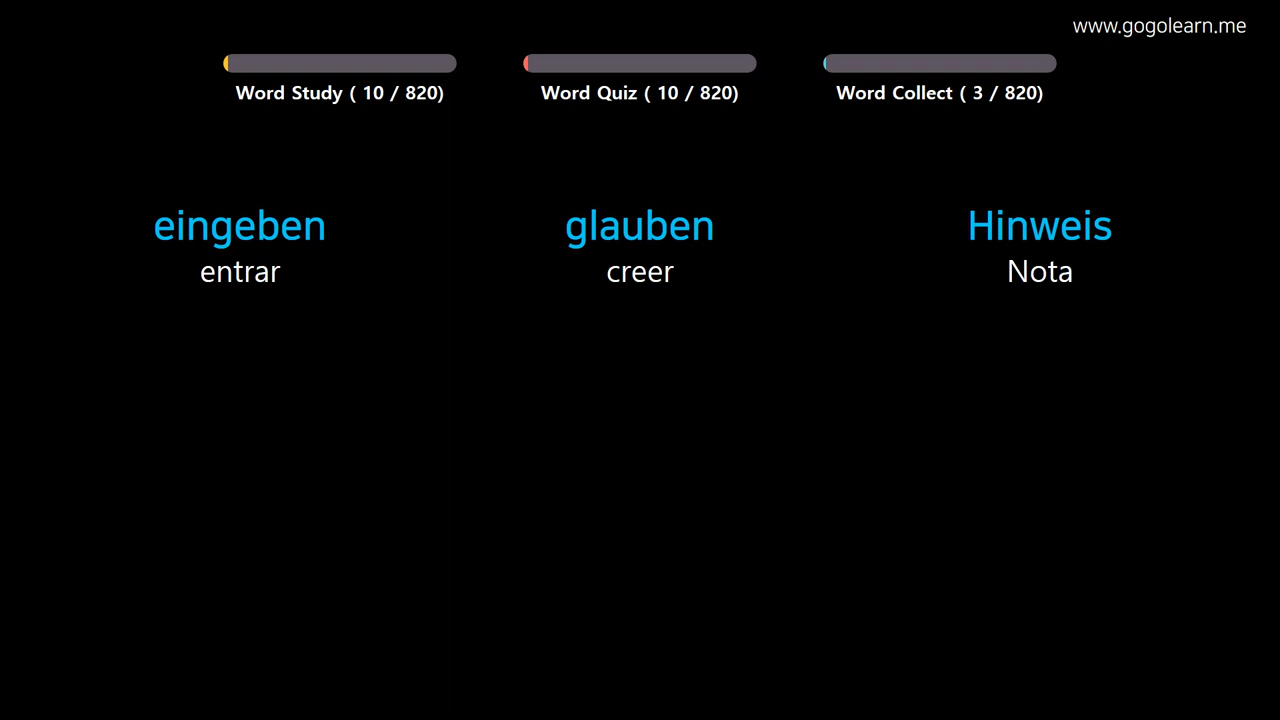 www.gogolearn.me
Word Study ( 10 / 820)
Word Quiz ( 10 / 820)
Word Collect ( 3 / 820)
eingeben
entrar
glauben
creer
Hinweis
Nota